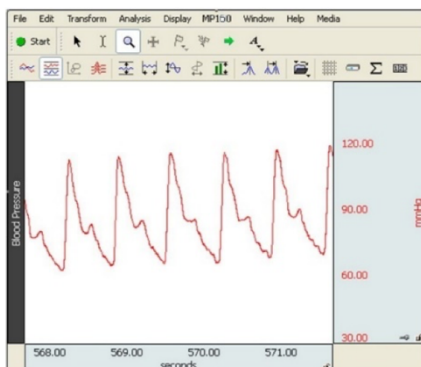 File Edit Transform Analysis Display MP150 Window Help Media
Start
Blood Pressure
120.00
90.00
60.00
30.00
mmHg
568.00 569.00 570.00 571.00
seconds